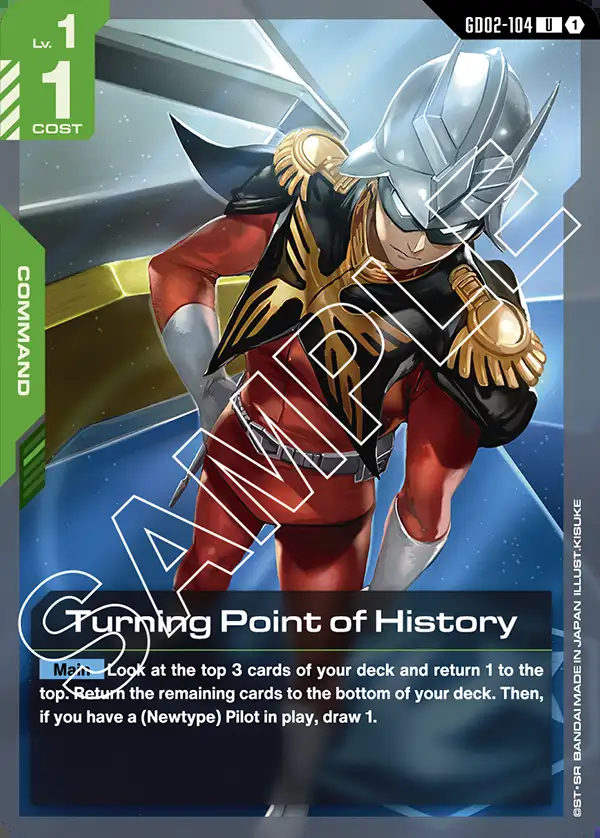 GD02-104 U 1
Lv. 1
1
COST
COMMAND
SAMPLE
Turning Point of History
Main Look at the top 3 cards of your deck and return 1 to the
top. Return the remaining cards to the bottom of your deck. Then,
if you have a (Newtype) Pilot in play, draw 1.
©ST•SR BANDAI MADE IN JAPAN ILLUST.KISUKE